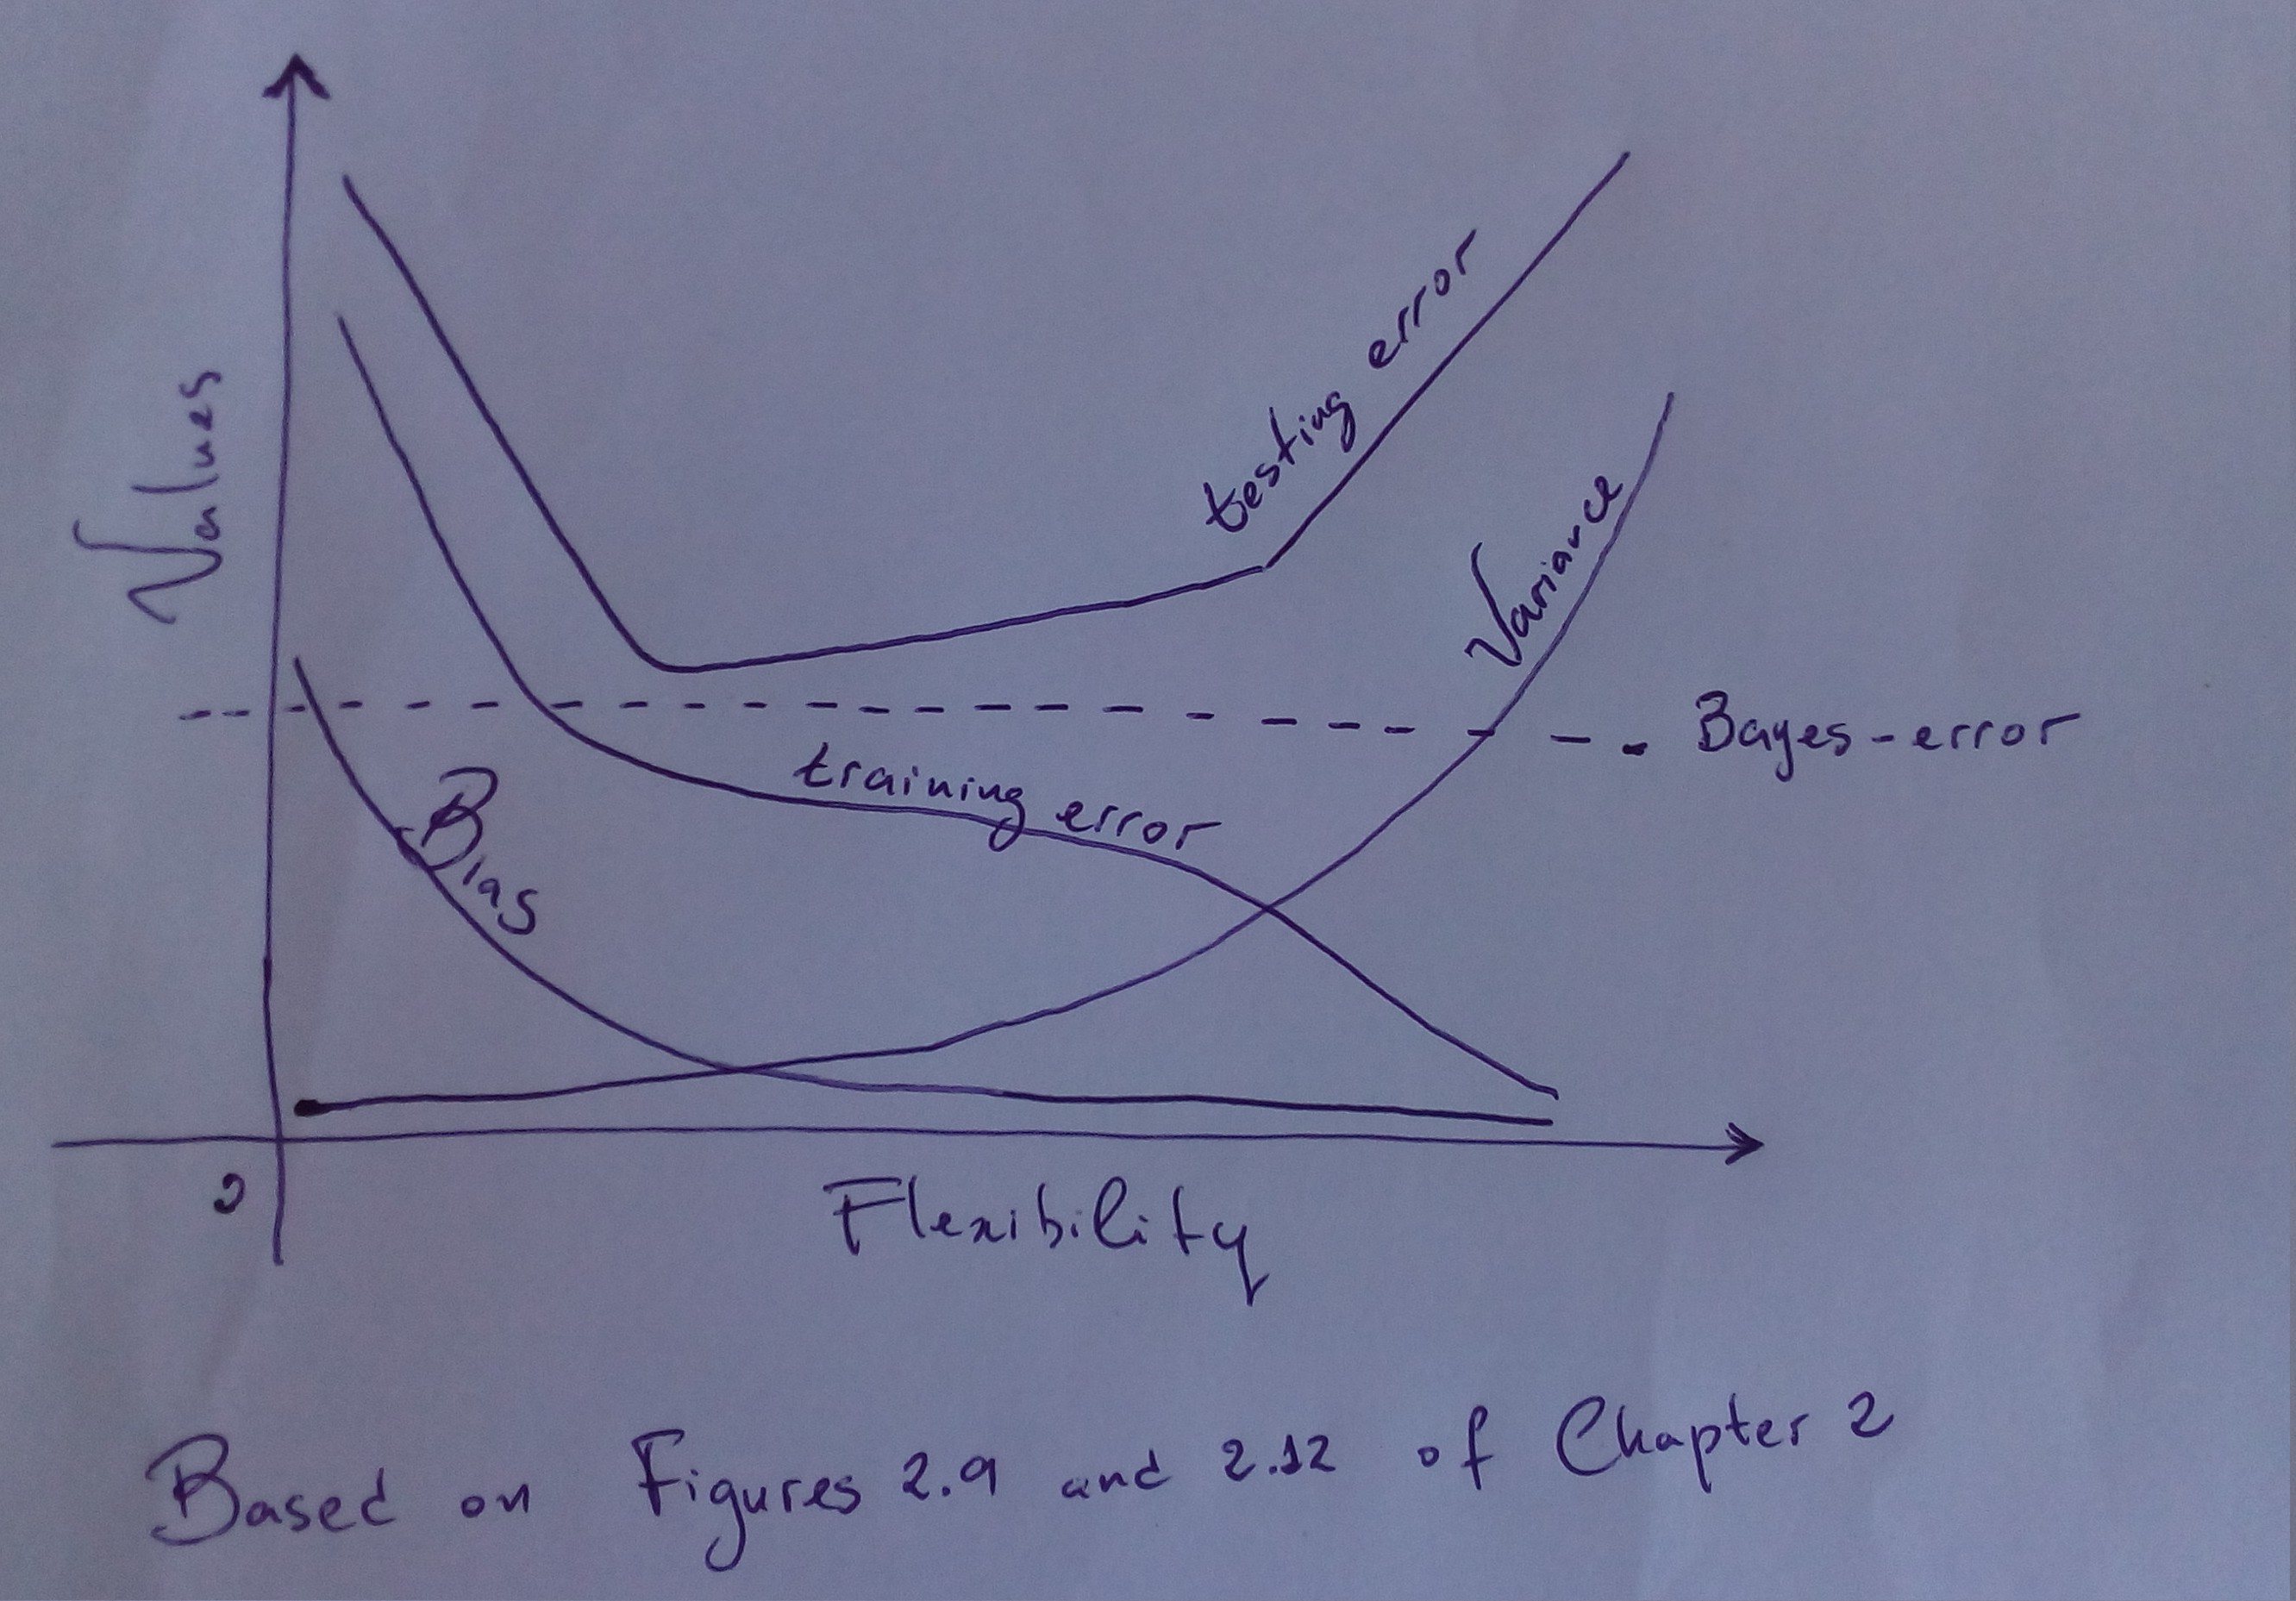 Values
testing error
Variance
Bayes-error
training error
Bias
0
Flexibility
Based on Figures 2.9 and 2.12 of Chapter 2